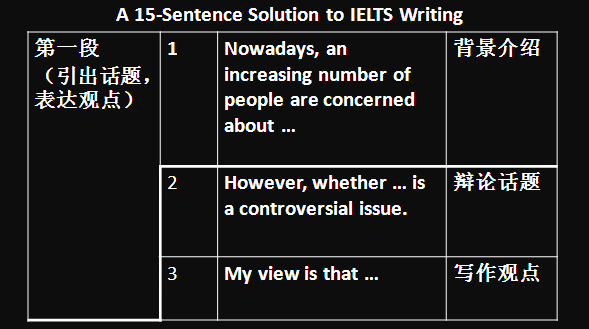 A 15-Sentence Solution to IELTS Writing
第一段
（引出话题，
表达观点）
1
Nowadays, an
increasing number of
people are concerned
about ...
背景介绍
2
However, whether ... is
a controversial issue.
辩论话题
3
My view is that ...
写作观点